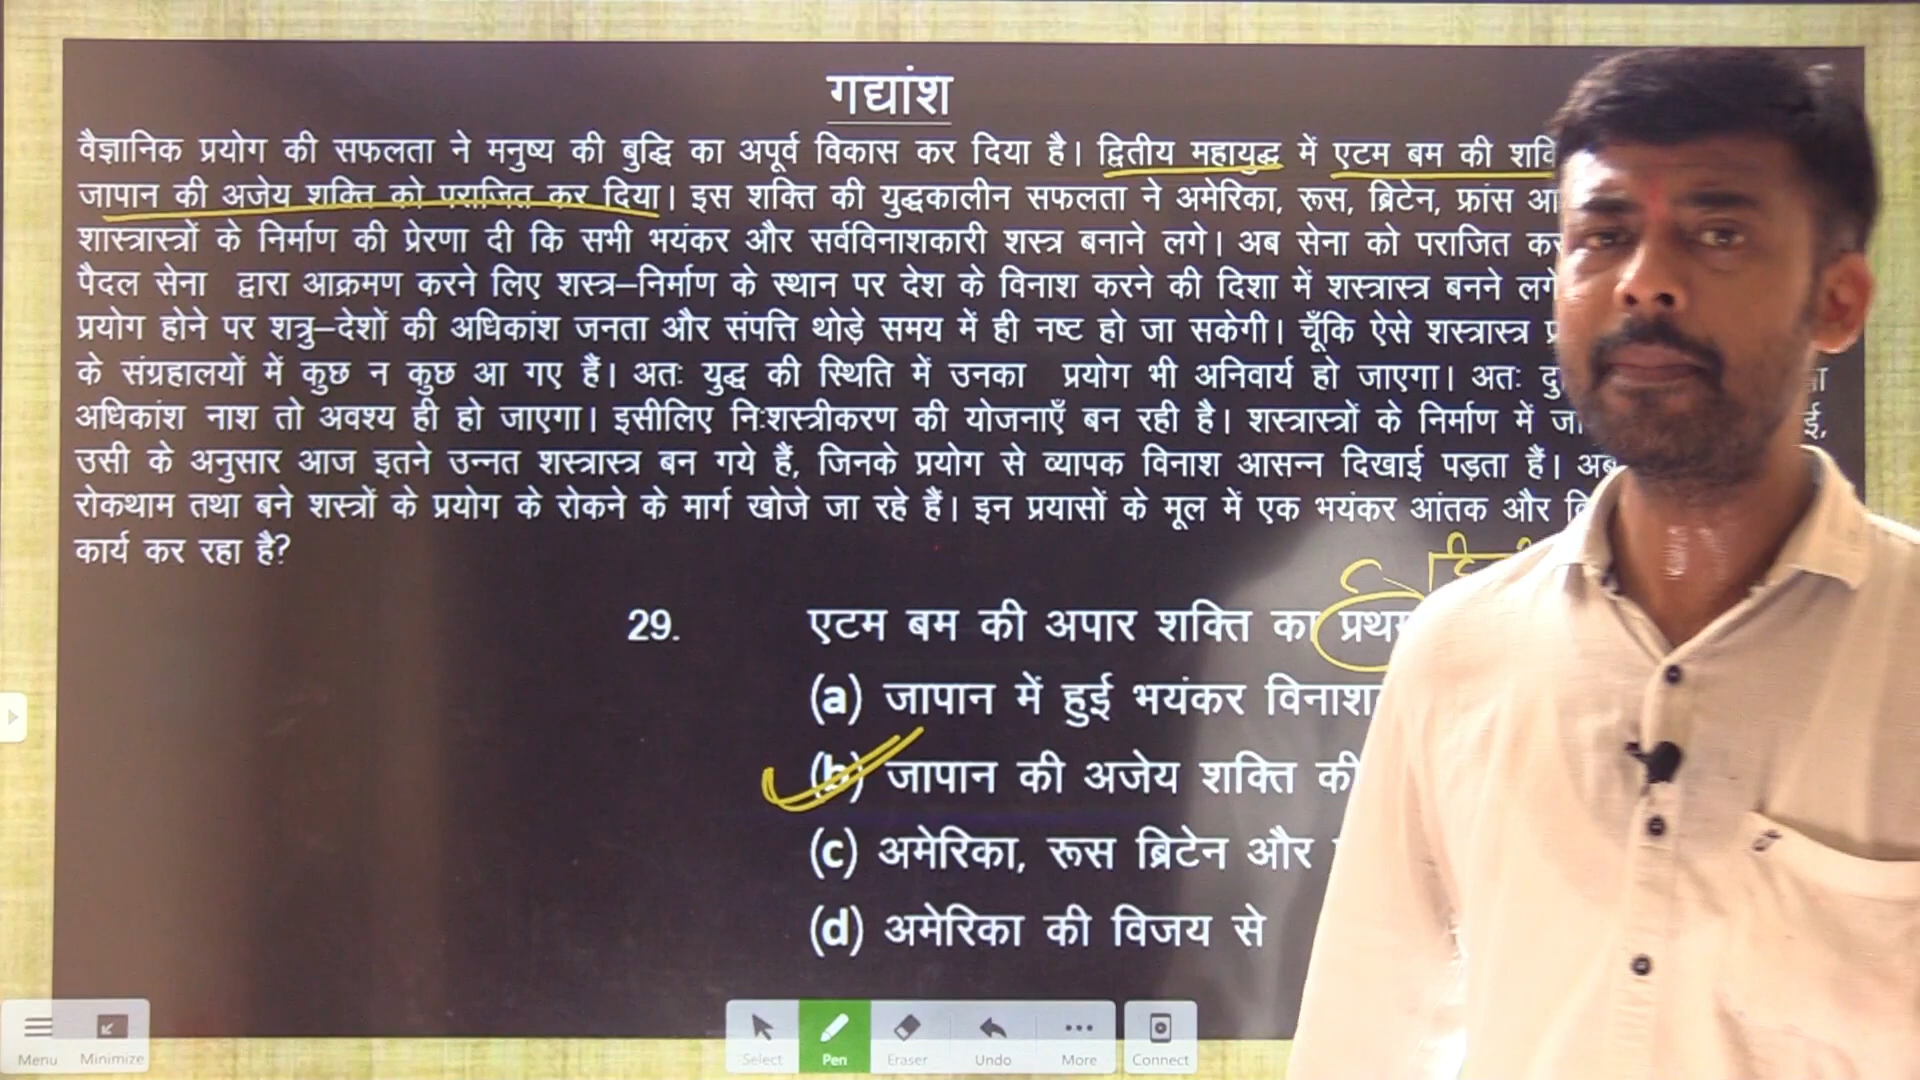 गद्यांश
वैज्ञानिक प्रयोग की सफलता ने मनुष्य की बुद्धि का अपूर्व विकास कर दिया है। द्वितीय महायुद्ध में एटम बम की
जापान की अजेय शक्ति को पराजित कर दिया। इस शक्ति की युद्धकालीन सफलता ने अमेरिका, रूस, ब्रिटेन, फ्रांस
शास्त्रास्त्रों के निर्माण की प्रेरणा दी कि सभी भयंकर और सर्वविनाशकारी शस्त्र बनाने लगे। अब सेना को पराजित
पैदल सेना द्वारा आक्रमण करने लिए शस्त्र–निर्माण के स्थान पर देश के विनाश करने की दिशा में शस्त्रास्त्र बनने लगे
प्रयोग होने पर शत्रु–देशों की अधिकांश जनता और संपत्ति थोड़े समय में ही नष्ट हो जा सकेगी। चूँकि ऐसे शस्त्रास्त्र
के संग्रहालयों में कुछ न कुछ आ गए हैं। अतः युद्ध की स्थिति में उनका प्रयोग भी अनिवार्य हो जाएगा। अतः
अधिकांश नाश तो अवश्य ही हो जाएगा। इसीलिए निःशस्त्रीकरण की योजनाएँ बन रही है। शस्त्रास्त्रों के निर्माण में
उसी के अनुसार आज इतने उन्नत शस्त्रास्त्र बन गये हैं, जिनके प्रयोग से व्यापक विनाश आसन्न दिखाई पड़ता हैं। अब
रोकथाम तथा बने शस्त्रों के प्रयोग के रोकने के मार्ग खोजे जा रहे हैं। इन प्रयासों के मूल में एक भयंकर आंतक और
कार्य कर रहा है?
29. एटम बम की अपार शक्ति का
(a) जापान में हुई भयंकर
(b) जापान की अजेय शक्ति की
(c) अमेरिका, रूस ब्रिटेन और
(d) अमेरिका की विजय से
Menu Minimize Select Pen Eraser Undo More Connect